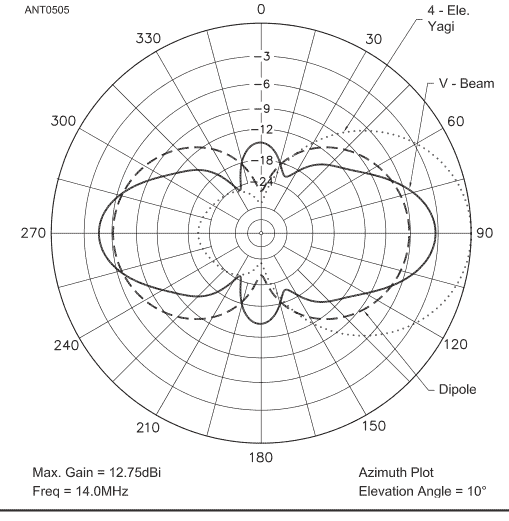 ANT0505
0
4 - Ele.
Yagi
330
30
-3
V - Beam
-6
-9
300
60
-12
-18
-24
270
90
240
120
Dipole
210
150
180
Max. Gain = 12.75dBi
Azimuth Plot
Freq = 14.0MHz
Elevation Angle = 10°